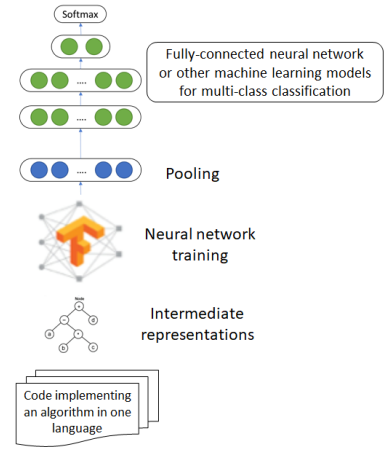 Softmax
Fully-connected neural network
or other machine learning models
for multi-class classification
....
....
....
Pooling
Neural network
training
Node
+
-
d
a
b
c
Intermediate
representations
Code implementing
an algorithm in one
language